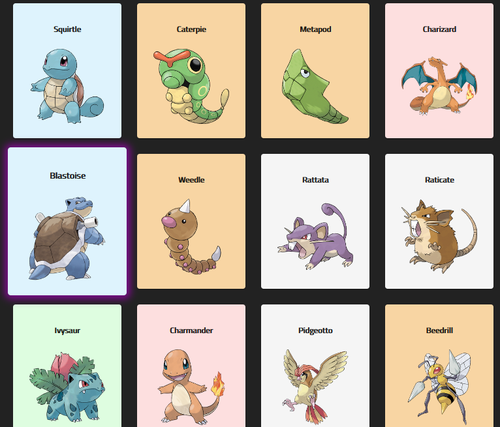 Squirtle
Caterpie
Metapod
Charizard
Blastoise
Weedle
Rattata
Raticate
Ivysaur
Charmander
Pidgeotto
Beedrill